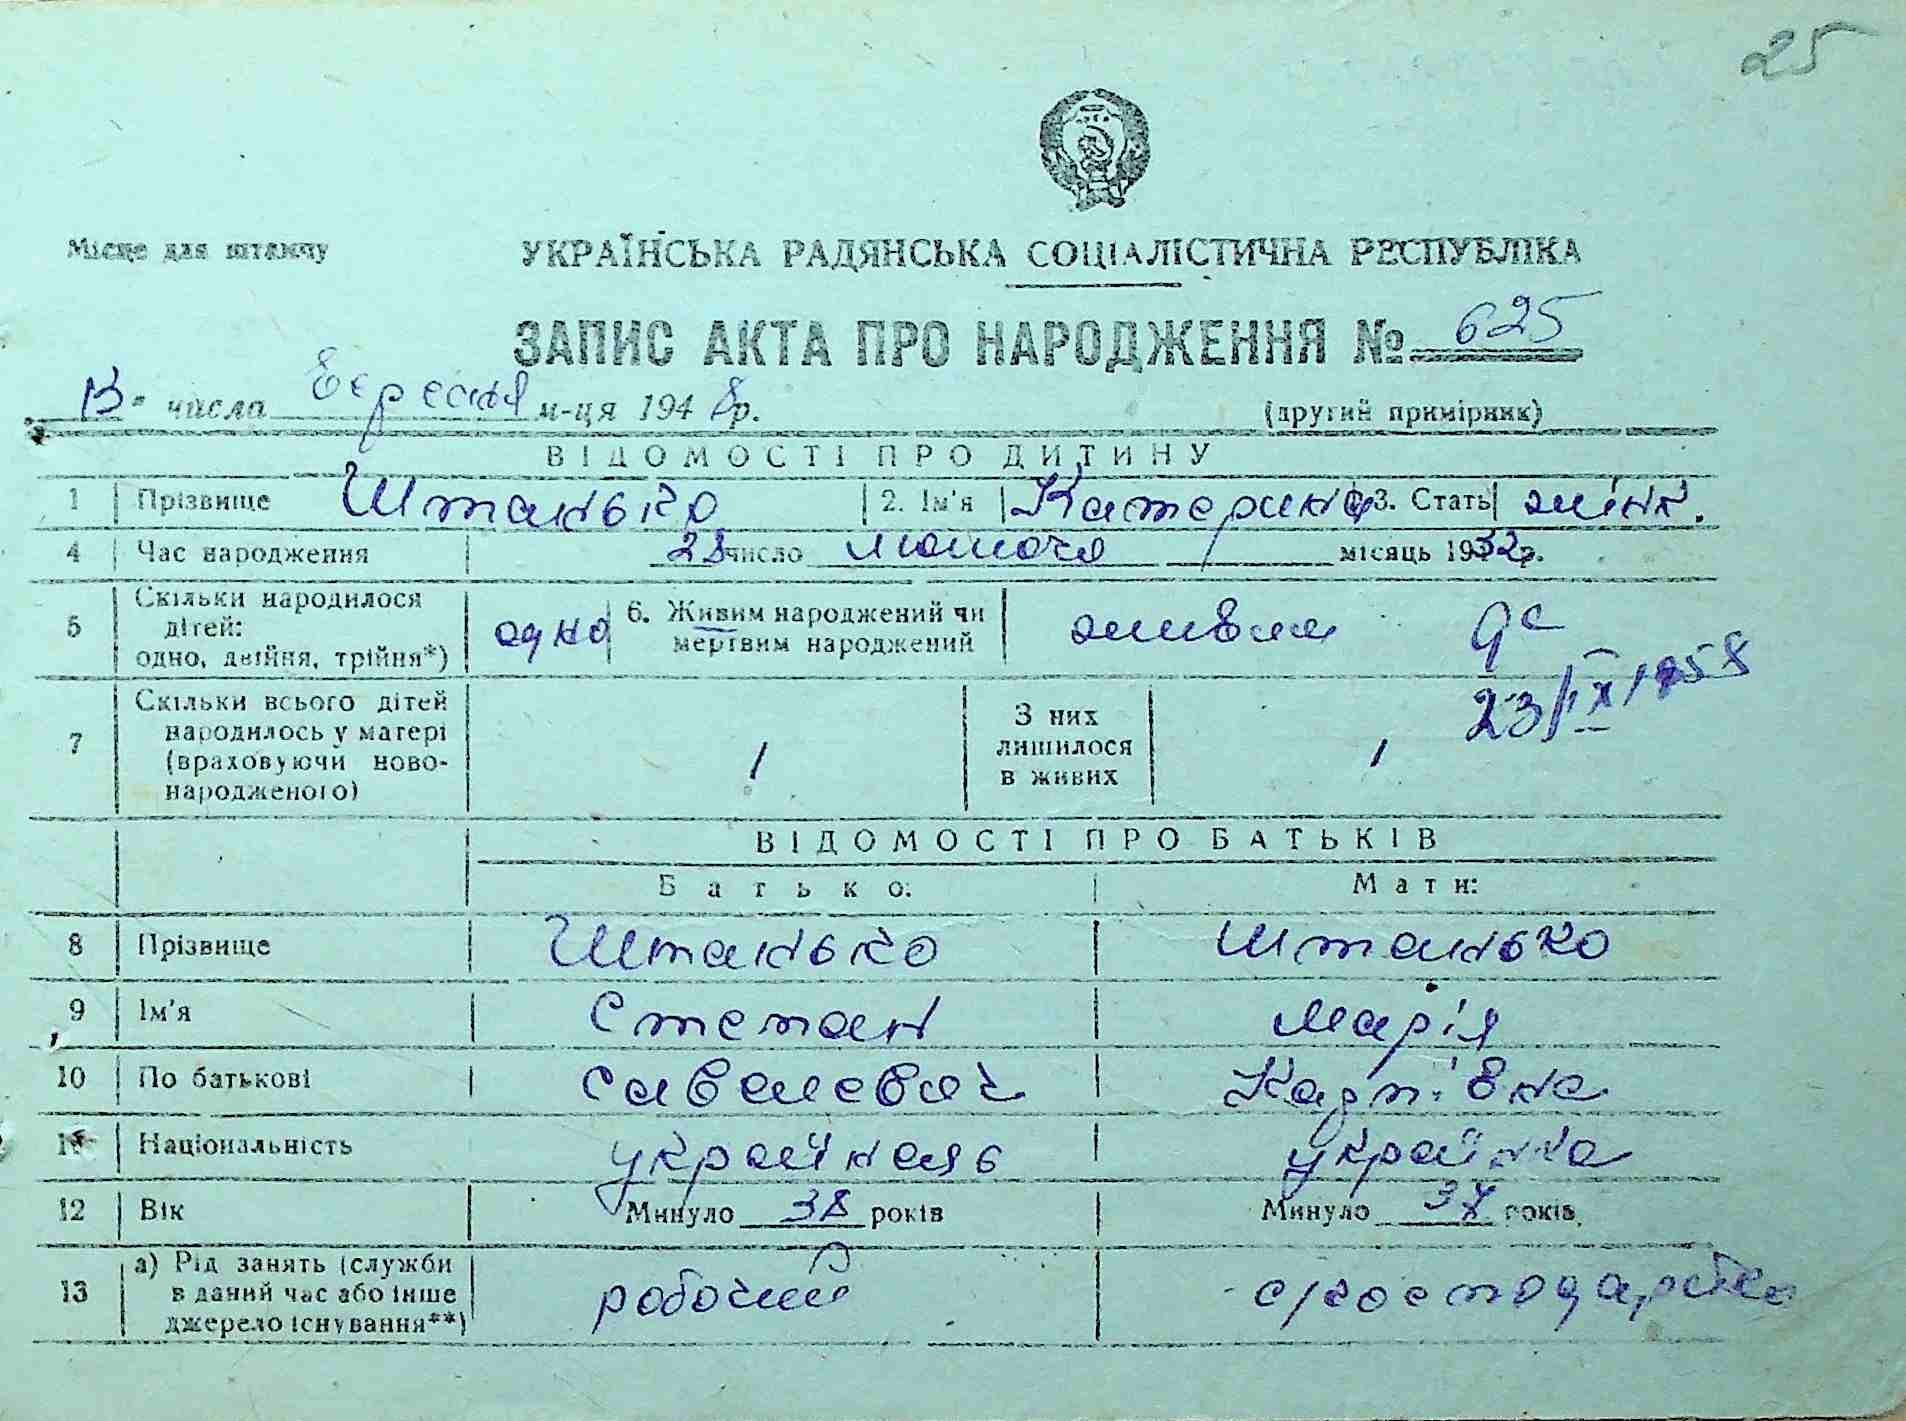 25
Місце для штампу
УКРАЇНСЬКА РАДЯНСЬКА СОЦІАЛІСТИЧНА РЕСПУБЛІКА
ЗАПИС АКТА ПРО НАРОДЖЕННЯ № 625
13 числа вересня м-ця 1948 р.
(другий примірник)
ВІДОМОСТІ ПРО ДИТИНУ
1 Прізвище Штанько 2. Ім'я Катерина 3. Стать жінк.
4 Час народження 28 число лютого місяць 1932 р.
5 Скільки народилося дітей: одно, двійня, трійня*) одно 6. Живим народжений чи мертвим народжений живим
23/IX 1958
7 Скільки всього дітей народилось у матері (враховуючи ново-народженого) 1 З них лишилося в живих 1
ВІДОМОСТІ ПРО БАТЬКІВ
Батько: Мати:
8 Прізвище Штанько Штанько
9 Ім'я Степан Марія
10 По батькові Савелевич Карпівна
11 Національність українець українка
12 Вік Минуло 38 років Минуло 37 років
13 а) Рід занять (служби в даний час або інше джерело існування**) робочий